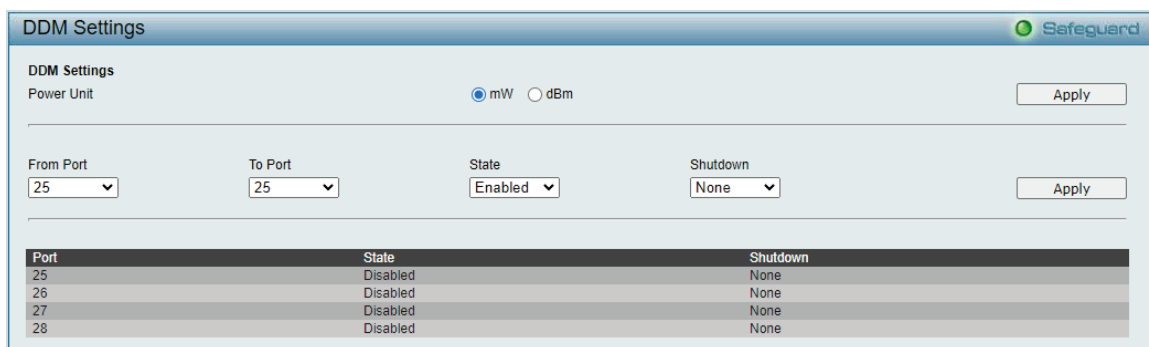 DDM Settings Safeguard
DDM Settings
Power Unit mW dBm Apply
From Port To Port State Shutdown
25 25 Enabled None Apply
Port State Shutdown
25 Disabled None
26 Disabled None
27 Disabled None
28 Disabled None